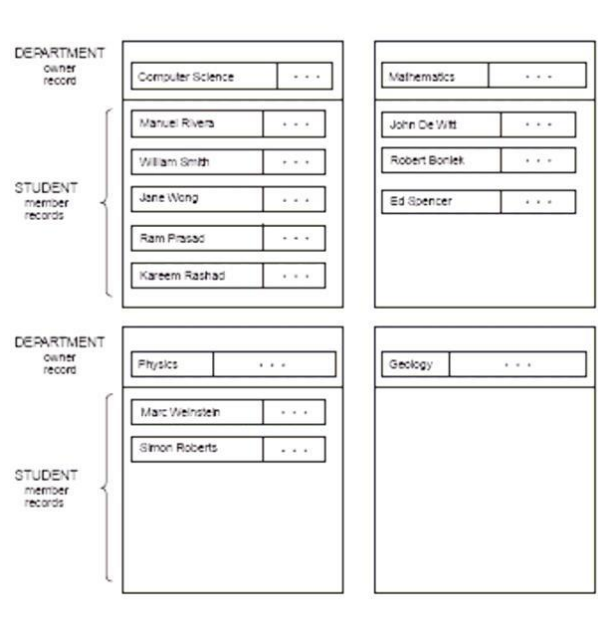 DEPARTMENT
owner
record
Computer Science . . .
Mathematics . . .
STUDENT
member
records
Manuel Rivera . . .
William Smith . . .
Jane Wong . . .
Ram Prasad . . .
Kareem Rashad . . .
John De Witt . . .
Robert Boniek . . .
Ed Spencer . . .
DEPARTMENT
owner
record
Physics . . .
Geology . . .
STUDENT
member
records
Marc Weinstein . . .
Simon Roberts . . .